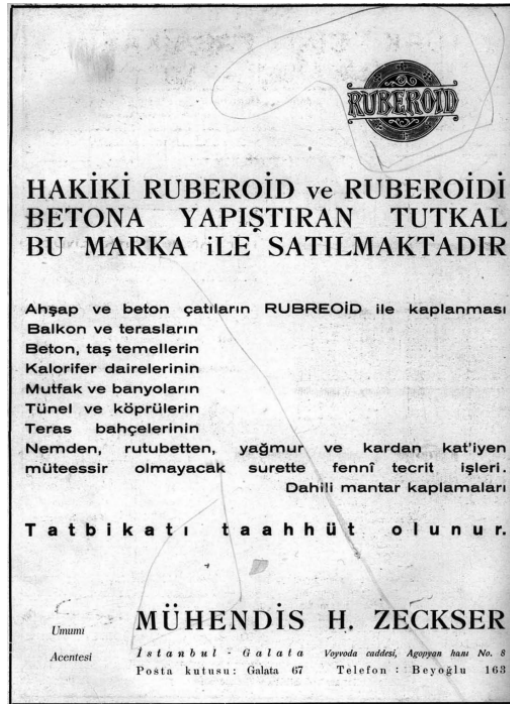 RUBEROID
HAKİKİ RUBEROİD ve RUBEROİDİ
BETONA YAPIŞTIRAN TUTKAL
BU MARKA iLE SATILMAKTADIR
Ahşap ve beton çatıların RUBREOİD ile kaplanması
Balkon ve terasların
Beton, taş temellerin
Kalorifer dairelerinin
Mutfak ve banyoların
Tünel ve köprülerin
Teras bahçelerinin
Nemden, rutubetten, yağmur ve kardan kat'iyen
müteessir olmayacak surette fennî tecrit işleri.
Dahili mantar kaplamaları
Tatbikatı taahhüt olunur.
Umumî Acentesi
MÜHENDİS H. ZECKSER
İstanbul - Galata Voyvoda caddesi, Agopyan hanı No. 8
Posta kutusu: Galata 67 Telefon : Beyoğlu 163